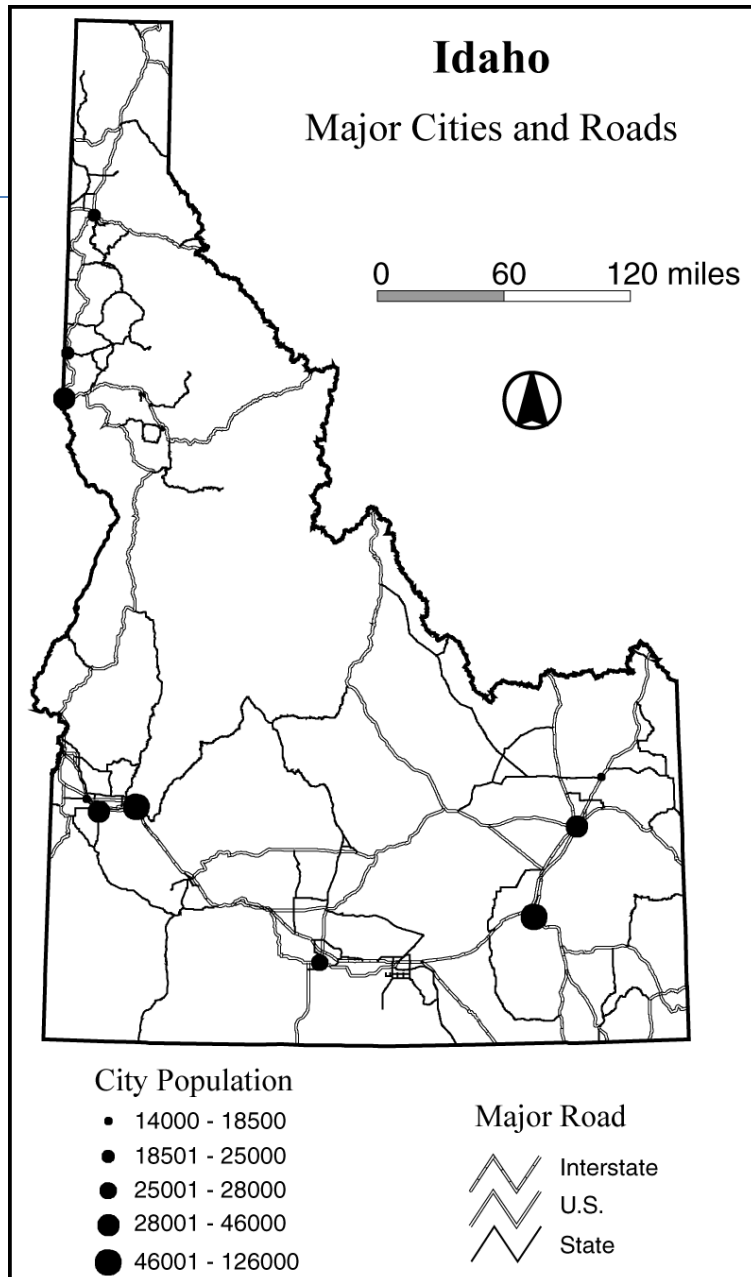 Idaho
Major Cities and Roads
0 60 120 miles
City Population
14000 - 18500
18501 - 25000
25001 - 28000
28001 - 46000
46001 - 126000
Major Road
Interstate
U.S.
State